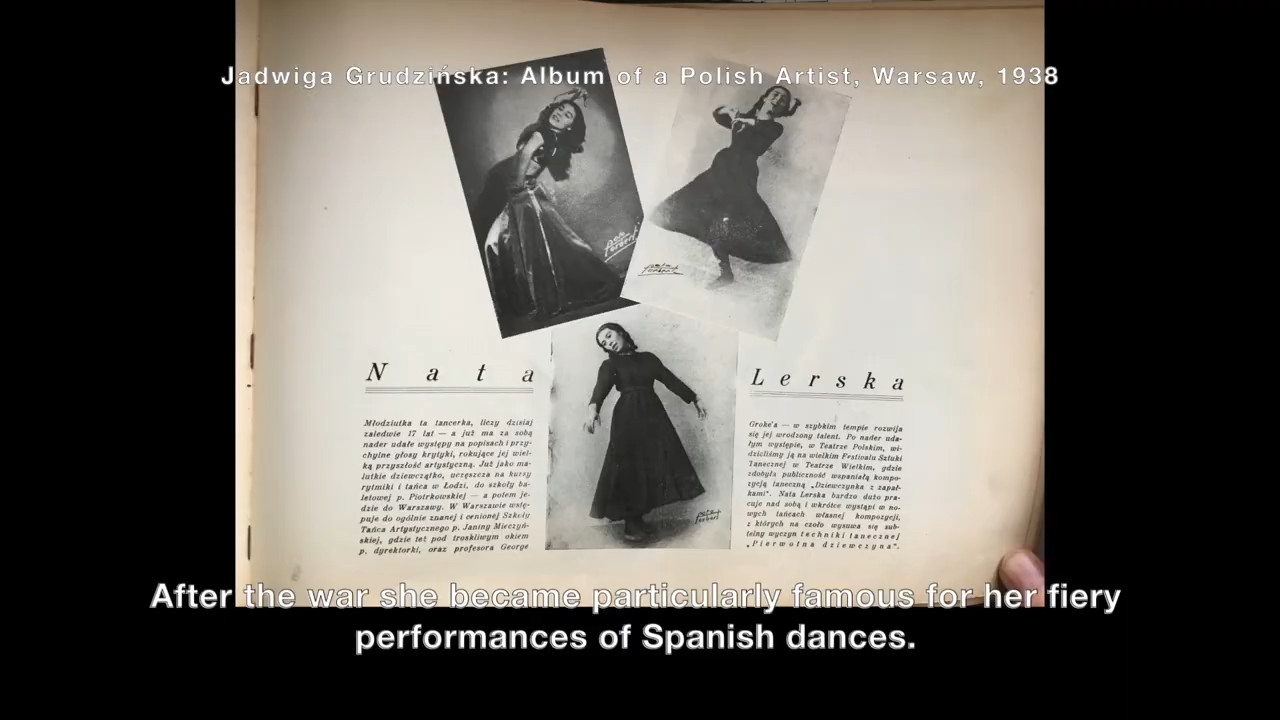 Jadwiga Grudzińska: Album of a Polish Artist, Warsaw, 1938
N a t a
Młodziutka ta tancerka, liczy dzisiaj
zaledwie 17 lat — a już ma za sobą
nader udałe występy na popisach i przy-
chylne głosy krytyki, rokujące jej wiel-
ką przyszłość artystyczną. Już jako ma-
lutkie dziewczątko, uczęszcza na kursy
rytmiki i tańca w Łodzi, do szkoły ba-
letowej p. Piotrkowskiej — a potem je-
dzie do Warszawy. W Warszawie wstę-
puje do ogólnie znanej i cenionej Szkoły
Tańca Artystycznego p. Janiny Mieczyń-
skiej, gdzie też pod troskliwym okiem
p. dyrektorki, oraz profesora George
L e r s k a
Groke'a — w szybkim tempie rozwija
się jej wrodzony talent. Po nader uda-
łym występie, w Teatrze Polskim, wi-
dzieliśmy ją na wielkim Festivalu Sztuki
Tanecznej w Teatrze Wielkim, gdzie
zdobyła publiczność wspaniałą kompo-
zycją taneczną „Dziewczynka z zapał-
kami". Nata Lerska bardzo dużo pra-
cuje nad sobą i wkrótce wystąpi w no-
wych tańcach własnej kompozycji,
z których na czoło wysuwa się sub-
telny wyczyn techniki tanecznej
„Pierwotna dziewczyna".
After the war she became particularly famous for her fiery
performances of Spanish dances.